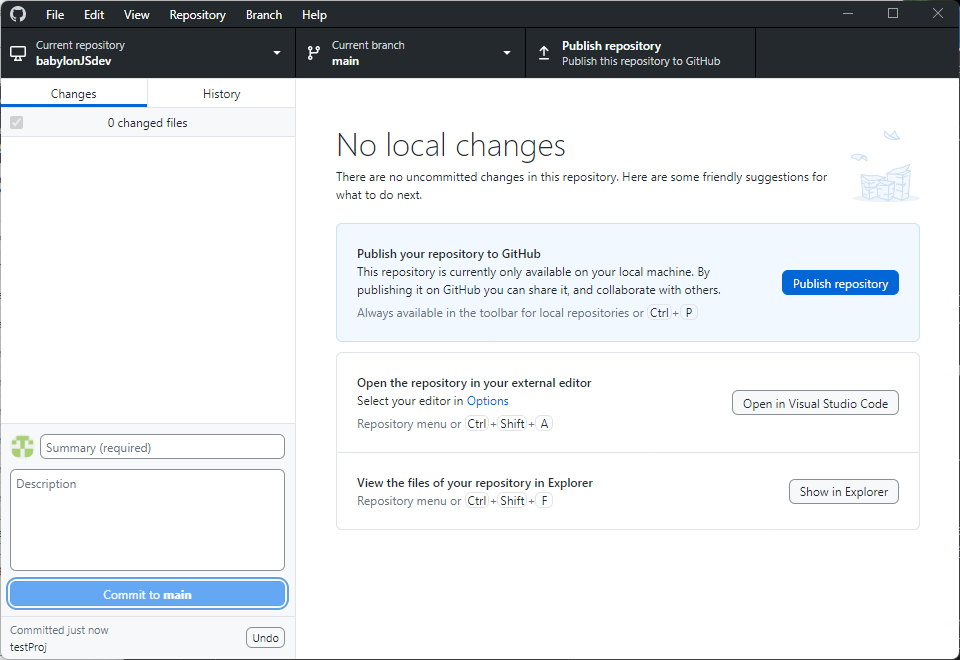 File Edit View Repository Branch Help
Current repository
babylonJSdev
Current branch
main
Publish repository
Publish this repository to GitHub
Changes
History
0 changed files
No local changes
There are no uncommitted changes in this repository. Here are some friendly suggestions for
what to do next.
Publish your repository to GitHub
This repository is currently only available on your local machine. By
publishing it on GitHub you can share it, and collaborate with others.
Always available in the toolbar for local repositories or Ctrl + P
Publish repository
Open the repository in your external editor
Select your editor in Options
Repository menu or Ctrl + Shift + A
Open in Visual Studio Code
View the files of your repository in Explorer
Repository menu or Ctrl + Shift + F
Show in Explorer
Summary (required)
Description
Commit to main
Committed just now
testProj
Undo